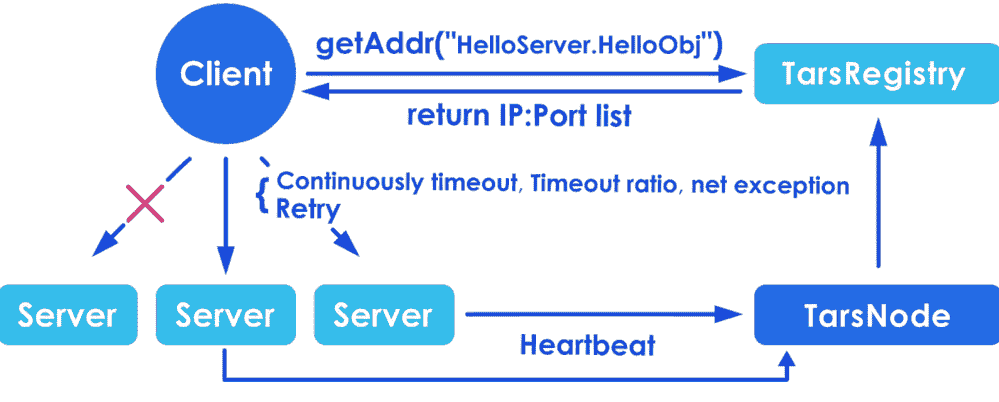 getAddr("HelloServer.HelloObj")
Client
TarsRegistry
return IP:Port list
{ Continuously timeout, Timeout ratio, net exception
Retry
Server
Server
Server
TarsNode
Heartbeat